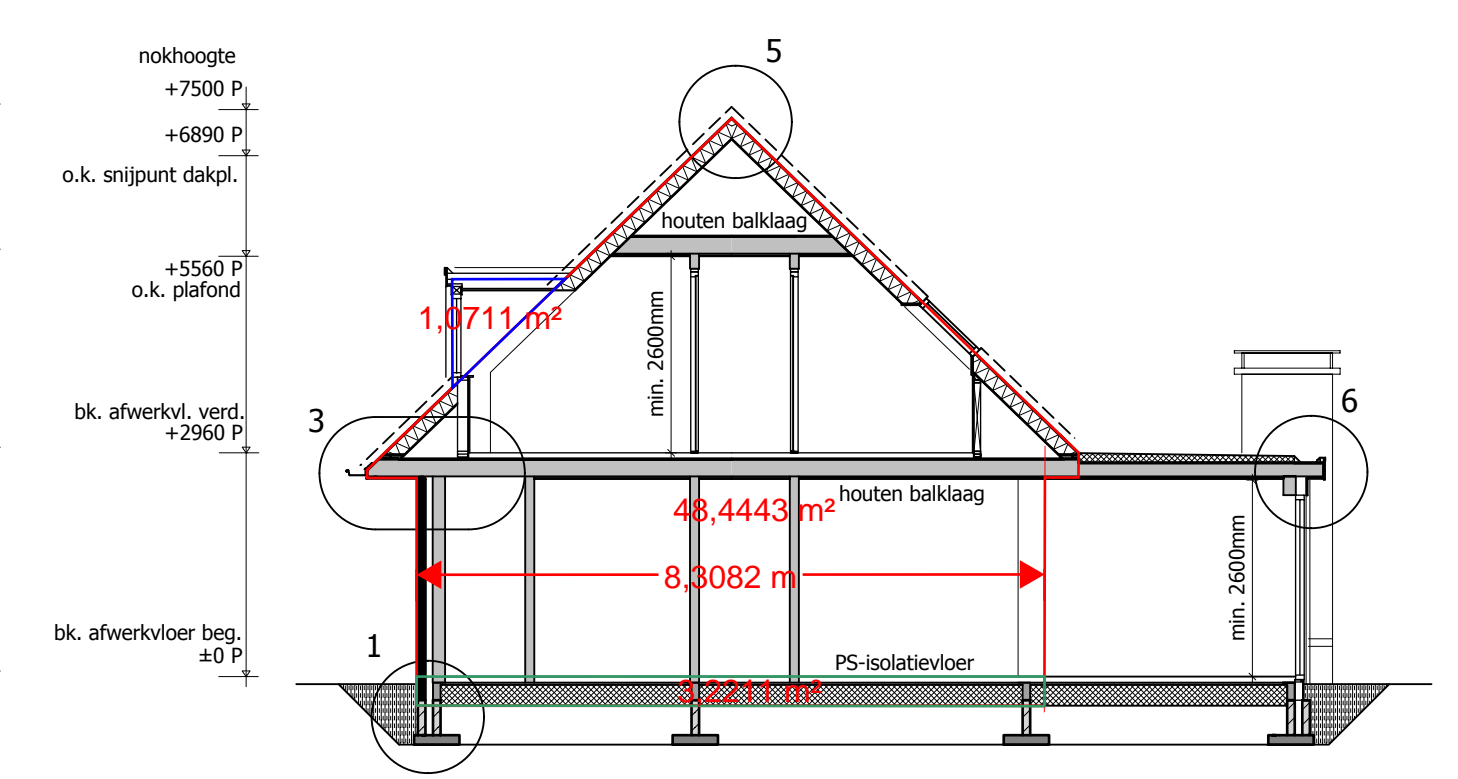 nokhoogte
+7500 P
+6890 P
o.k. snijpunt dakpl.
+5560 P
o.k. plafond
bk. afwerkvl. verd.
+2960 P
bk. afwerkvloer beg.
±0 P
5
houten balklaag
1,0711 m²
min. 2600mm
3
6
houten balklaag
48,4443 m²
8,3082 m
min. 2600mm
1
PS-isolatievloer
3,2211 m²